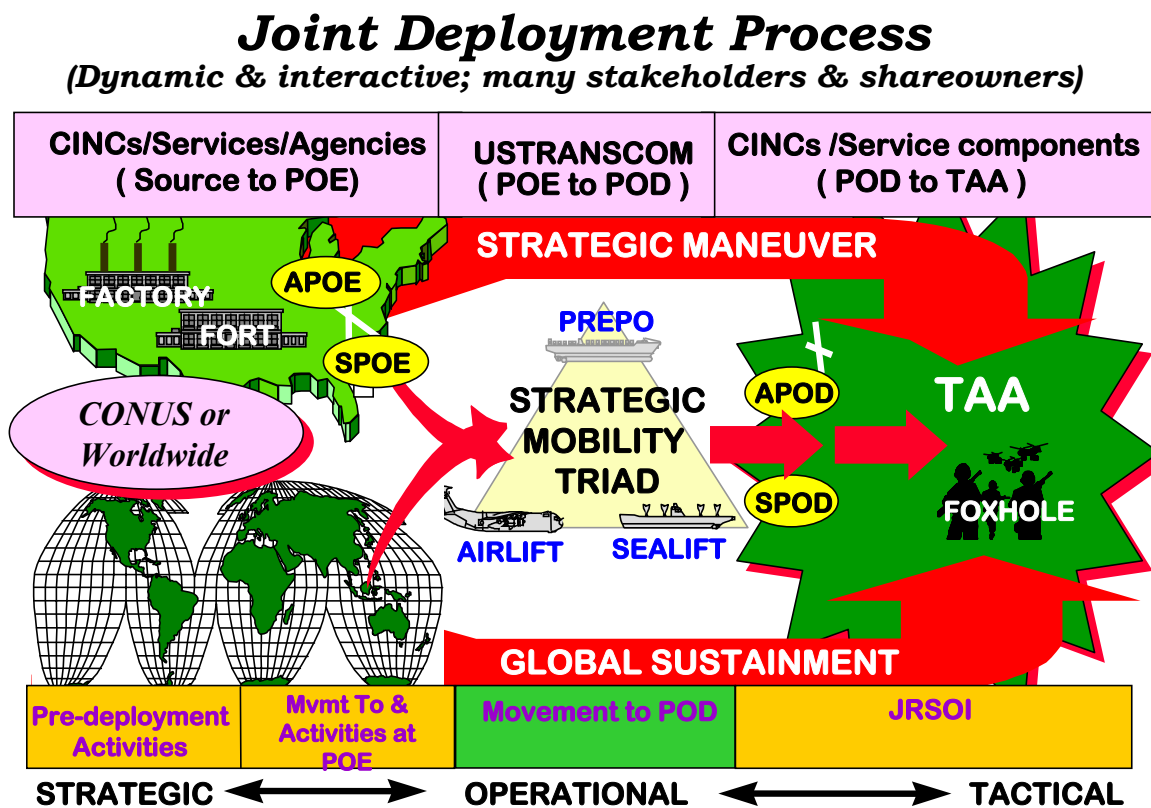 Joint Deployment Process
(Dynamic & interactive; many stakeholders & shareowners)
CINCs/Services/Agencies
( Source to POE)
USTRANSCOM
( POE to POD )
CINCs /Service components
( POD to TAA )
STRATEGIC MANEUVER
APOE
FACTORY
FORT
SPOE
PREPO
CONUS or
Worldwide
STRATEGIC
MOBILITY
TRIAD
AIRLIFT
SEALIFT
APOD
SPOD
TAA
FOXHOLE
GLOBAL SUSTAINMENT
Pre-deployment
Activities
Mvmt To &
Activities at
POE
Movement to POD
JRSOI
STRATEGIC
OPERATIONAL
TACTICAL